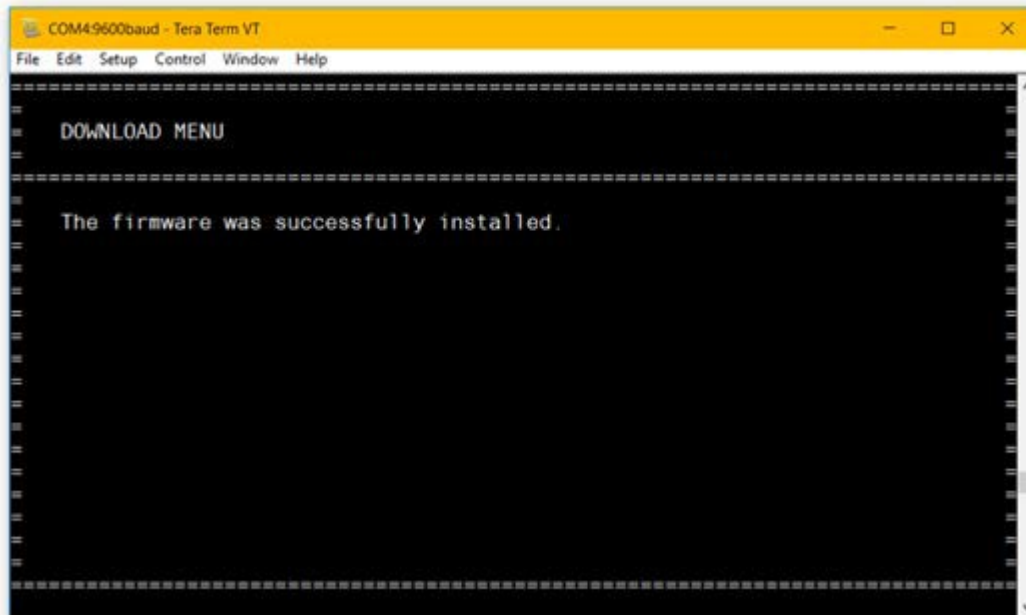 COM4:9600baud - Tera Term VT
File Edit Setup Control Window Help
DOWNLOAD MENU
The firmware was successfully installed.